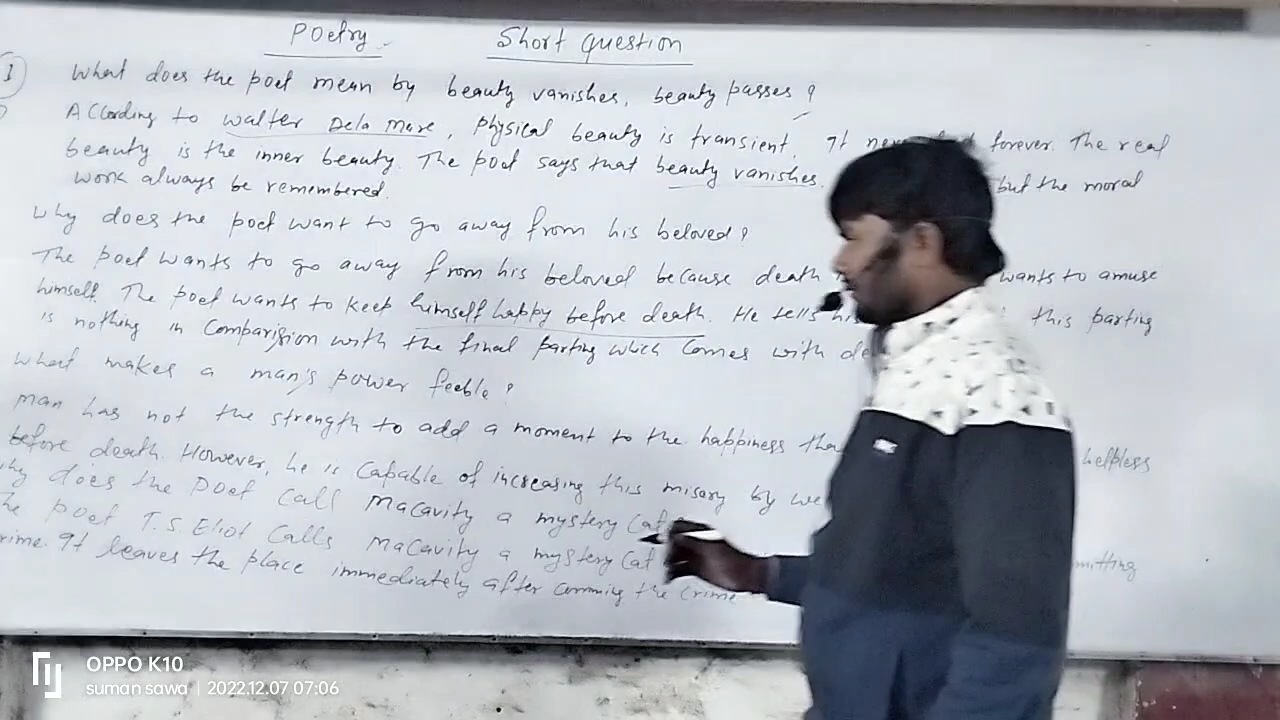 Poetry Short Question
1
What does the poet mean by beauty vanishes, beauty passes ?
According to Walter Dela Mare, Physical beauty is transient. It forever. The real
beauty is the inner beauty. The poet says that beauty vanishes. but the moral
work always be remembered.
Why does the poet want to go away from his beloved ?
The poet wants to go away from his beloved because death wants to amuse
himself. The poet wants to keep himself happy before death. He tells this parting
is nothing in Comparision with the final parting which comes with
What makes a man's power feeble ?
man has not the strength to add a moment to the happiness helpless
before death. However, he is capable of increasing this misery by
does the poet call Macavity a mystery Cat
The poet T.S Eliot calls Macavity a mystery Cat mitting
rime. It leaves the place immediately after comming the crime
OPPO K10
suman sawa | 2022.12.07 07:06